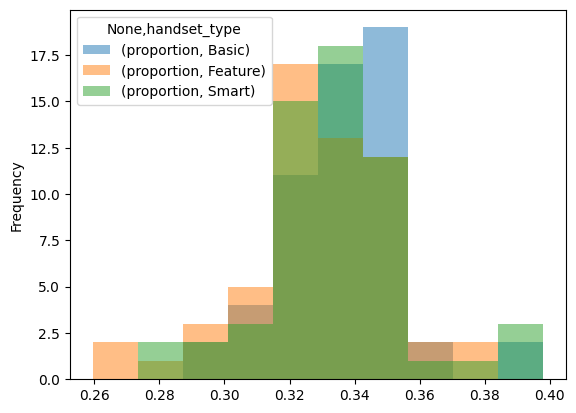 None,handset_type
(proportion, Basic)
(proportion, Feature)
(proportion, Smart)
Frequency
17.5
15.0
12.5
10.0
7.5
5.0
2.5
0.0
0.26 0.28 0.30 0.32 0.34 0.36 0.38 0.40